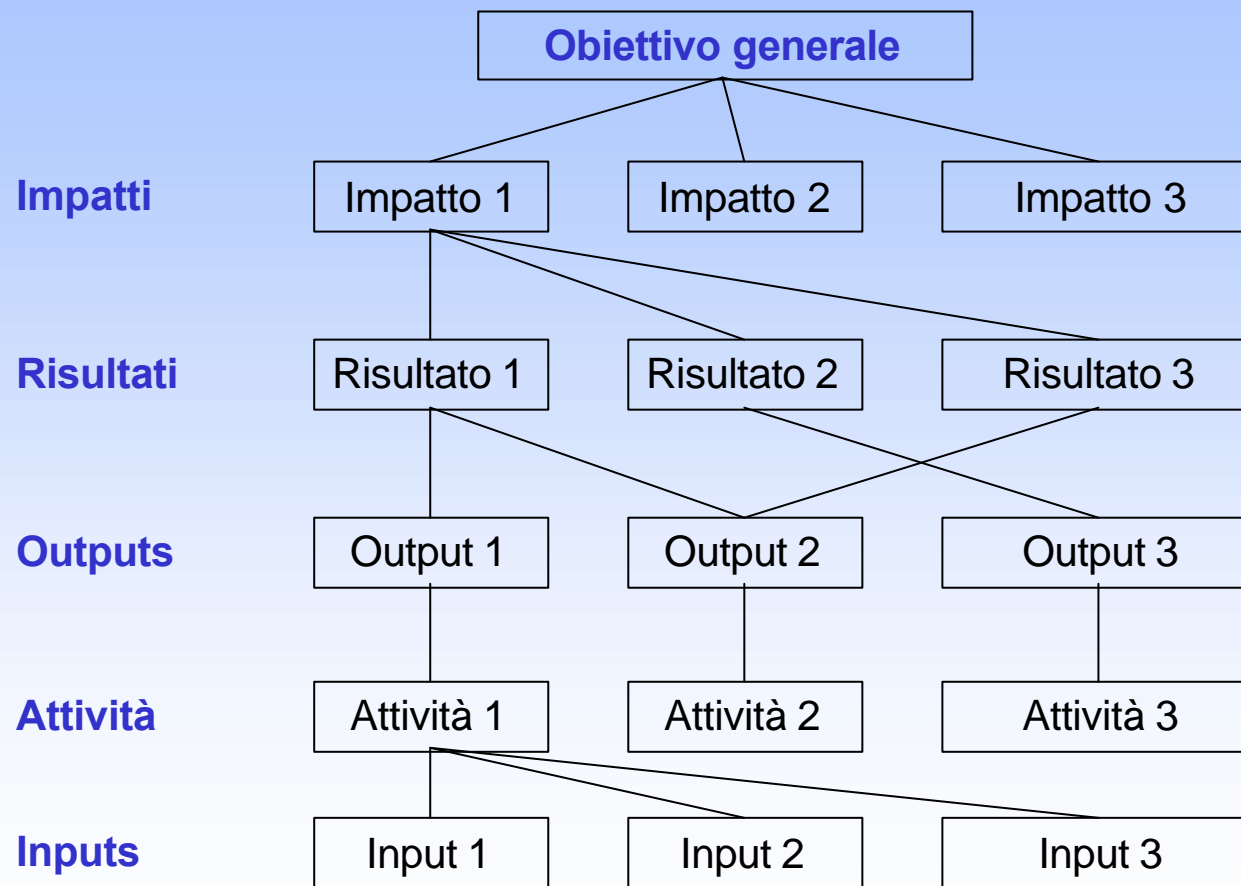 Obiettivo generale
Impatti Impatto 1 Impatto 2 Impatto 3
Risultati Risultato 1 Risultato 2 Risultato 3
Outputs Output 1 Output 2 Output 3
Attività Attività 1 Attività 2 Attività 3
Inputs Input 1 Input 2 Input 3